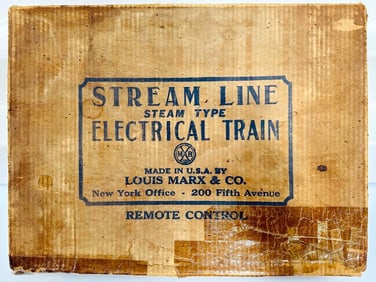 STREAM LINE
STEAM TYPE
ELECTRICAL TRAIN
MAR
MADE IN U.S.A. BY
LOUIS MARX & CO.
New York Office - 200 Fifth Avenue
REMOTE CONTROL